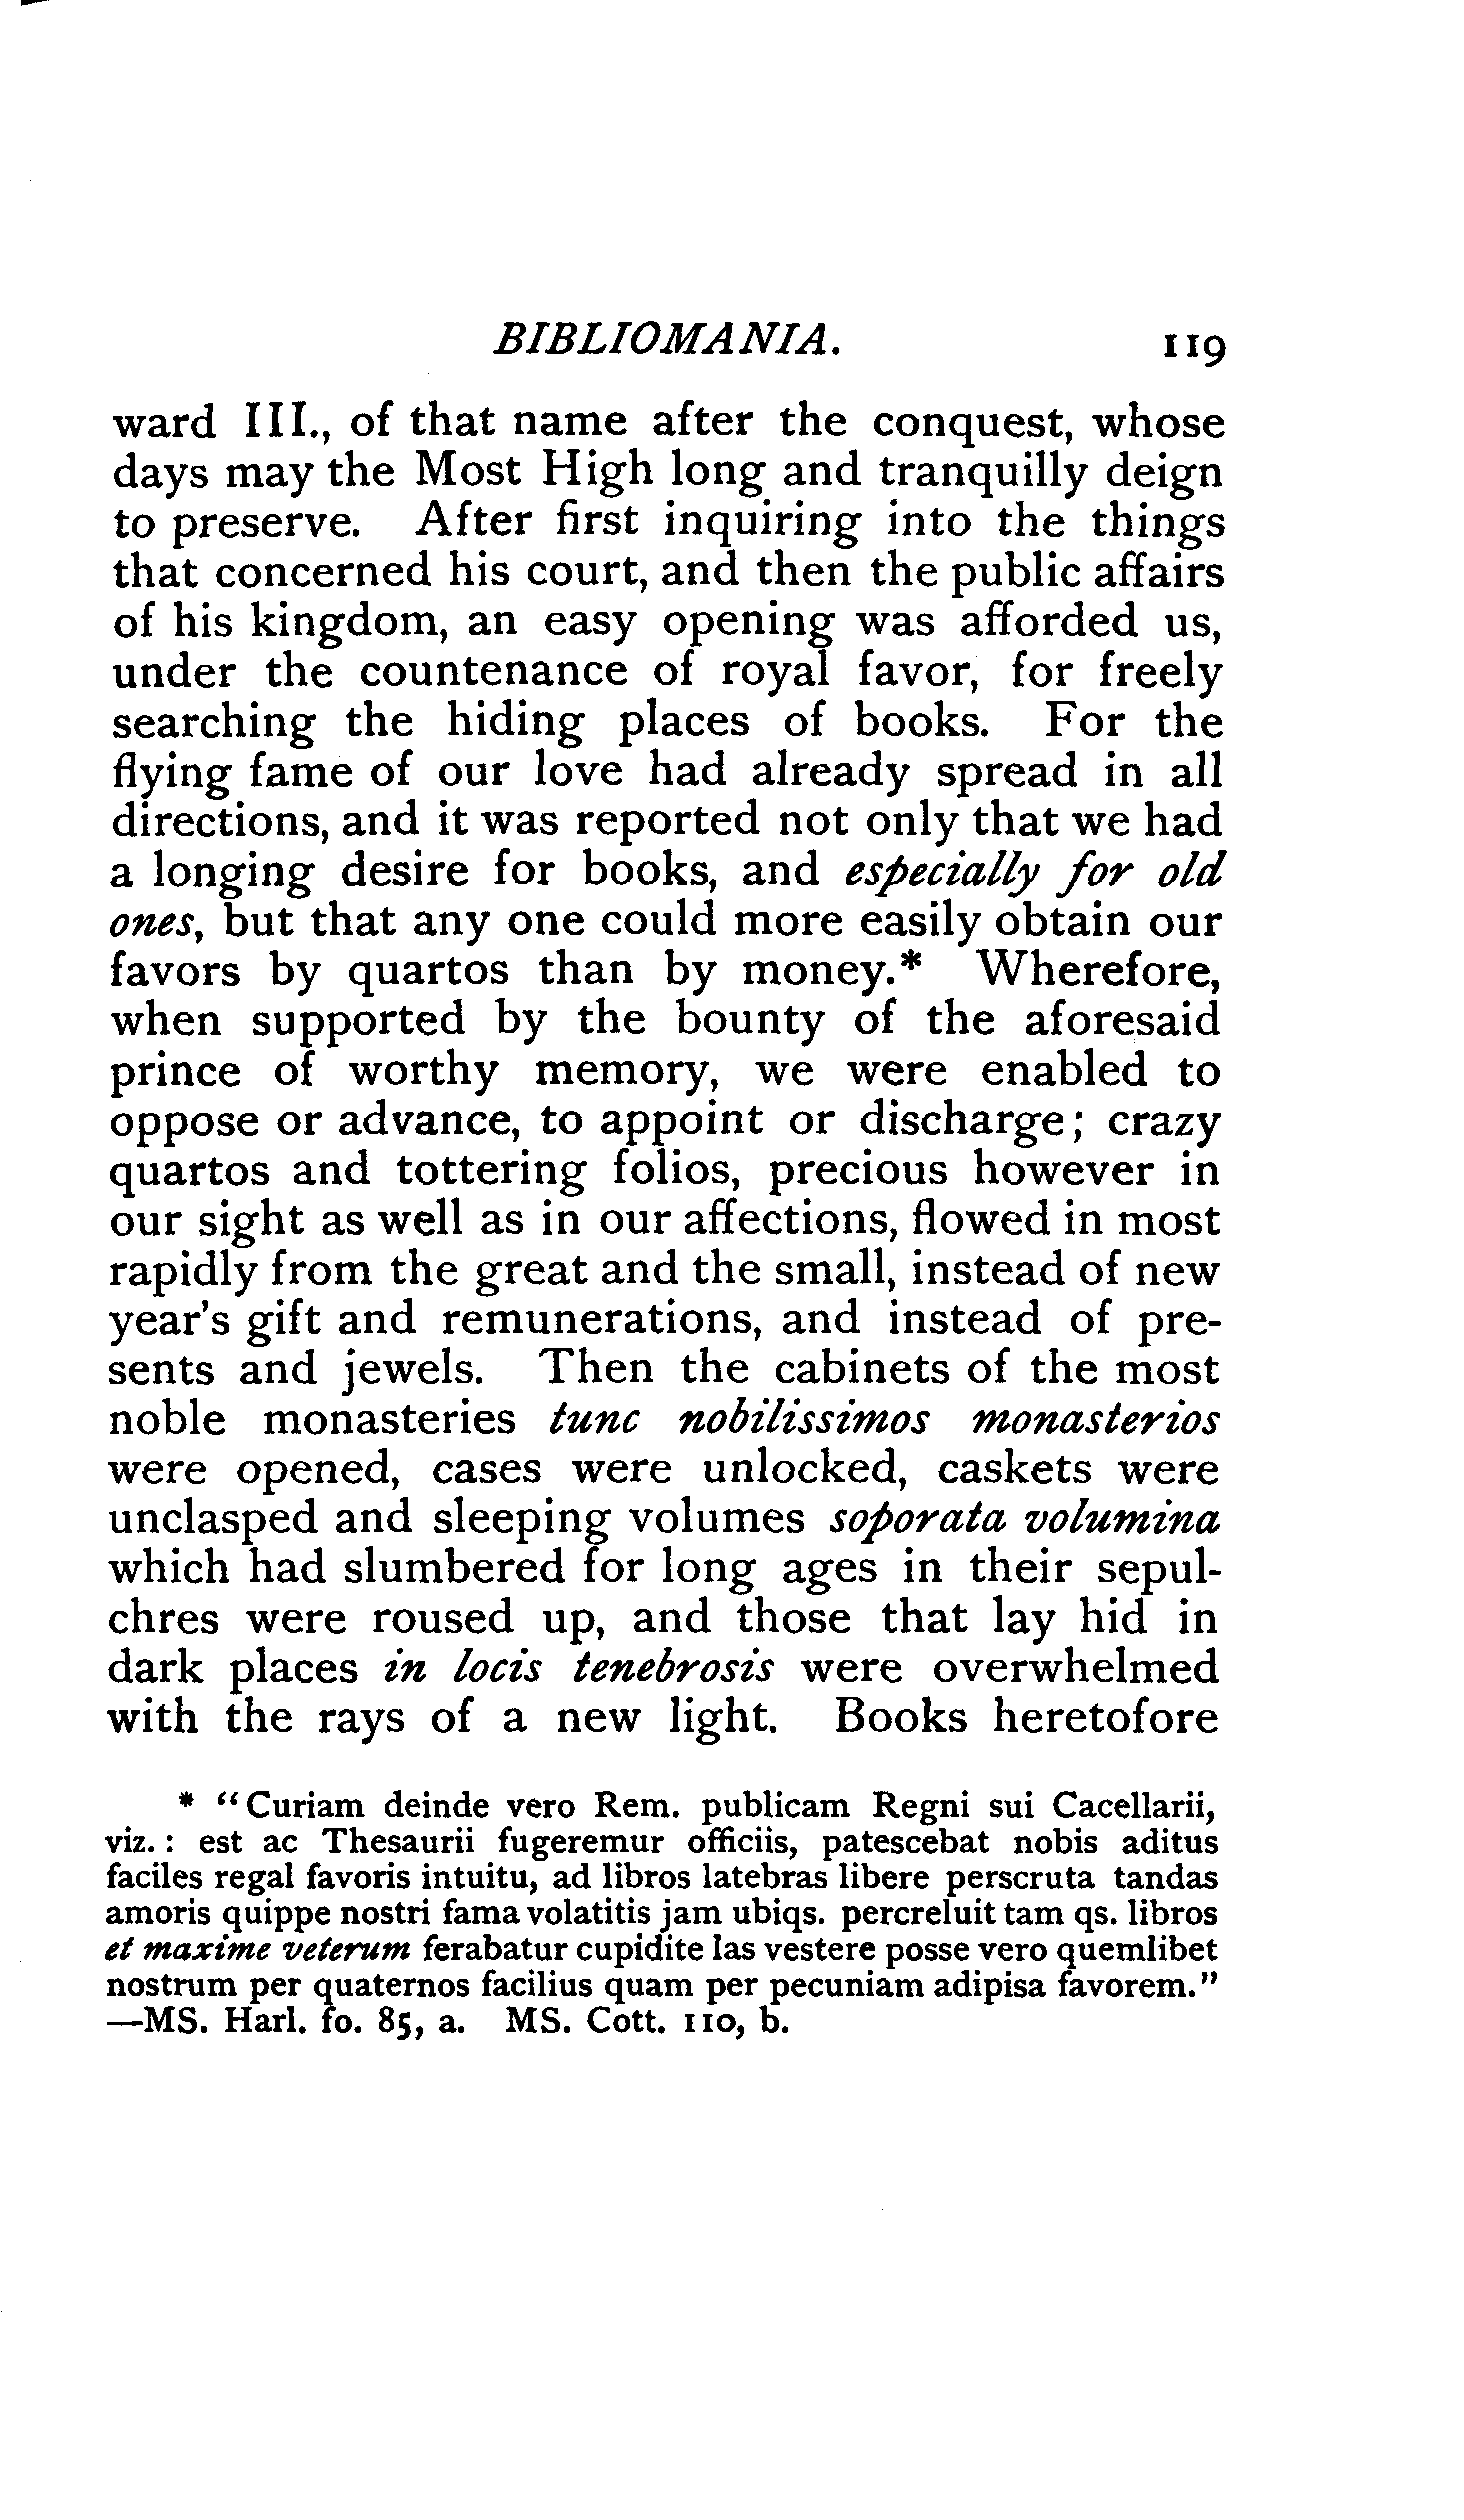 BIBLIOMANIA. 119
ward III., of that name after the conquest, whose
days may the Most High long and tranquilly deign
to preserve. After first inquiring into the things
that concerned his court, and then the public affairs
of his kingdom, an easy opening was afforded us,
under the countenance of royal favor, for freely
searching the hiding places of books. For the
flying fame of our love had already spread in all
directions, and it was reported not only that we had
a longing desire for books, and especially for old
ones, but that any one could more easily obtain our
favors by quartos than by money.* Wherefore,
when supported by the bounty of the aforesaid
prince of worthy memory, we were enabled to
oppose or advance, to appoint or discharge; crazy
quartos and tottering folios, precious however in
our sight as well as in our affections, flowed in most
rapidly from the great and the small, instead of new
year's gift and remunerations, and instead of pre-
sents and jewels. Then the cabinets of the most
noble monasteries tunc nobilissimos monasterios
were opened, cases were unlocked, caskets were
unclasped and sleeping volumes soporata volumina
which had slumbered for long ages in their sepul-
chres were roused up, and those that lay hid in
dark places in locis tenebrosis were overwhelmed
with the rays of a new light. Books heretofore
* "Curiam deinde vero Rem. publicam Regni sui Cacellarii,
viz. : est ac Thesaurii fugeremur officiis, patescebat nobis aditus
faciles regal favoris intuitu, ad libros latebras libere perscruta tandas
amoris quippe nostri fama volatitis jam ubiqs. percreluit tam qs. libros
et maxime veterum ferabatur cupidite las vestere posse vero quemlibet
nostrum per quaternos facilius quam per pecuniam adipisa favorem."
—MS. Harl. fo. 85, a. MS. Cott. 110, b.